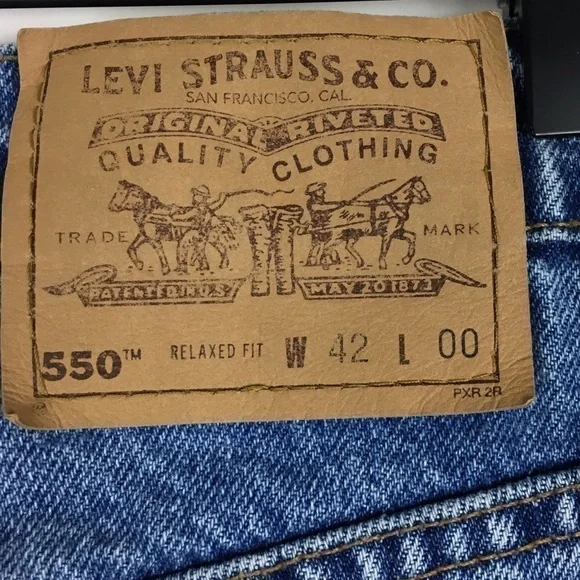 LEVI STRAUSS & CO.
SAN FRANCISCO, CAL.
ORIGINAL RIVETED
QUALITY CLOTHING
TRADE MARK
PATENTED IN U.S. MAY 20 1873
550™ RELAXED FIT W 42 L 00
PXR 2R